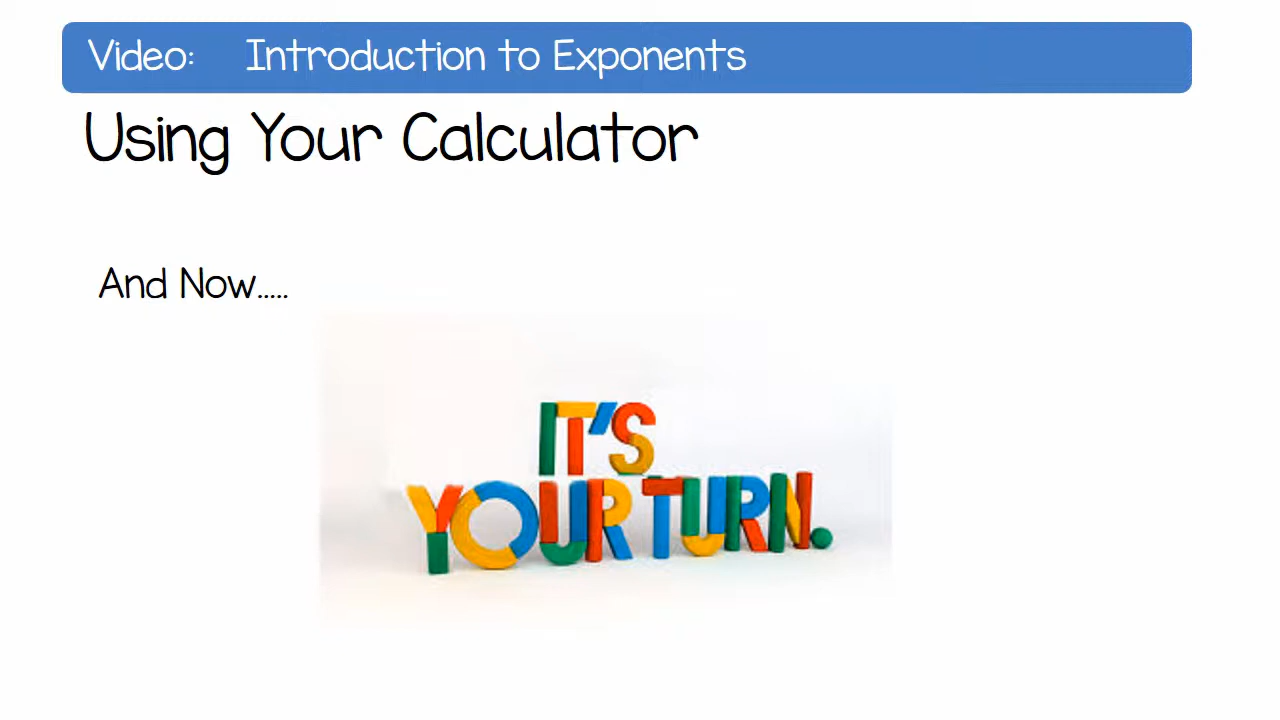 Video: Introduction to Exponents
Using Your Calculator
And Now.....
IT'S
YOUR TURN.